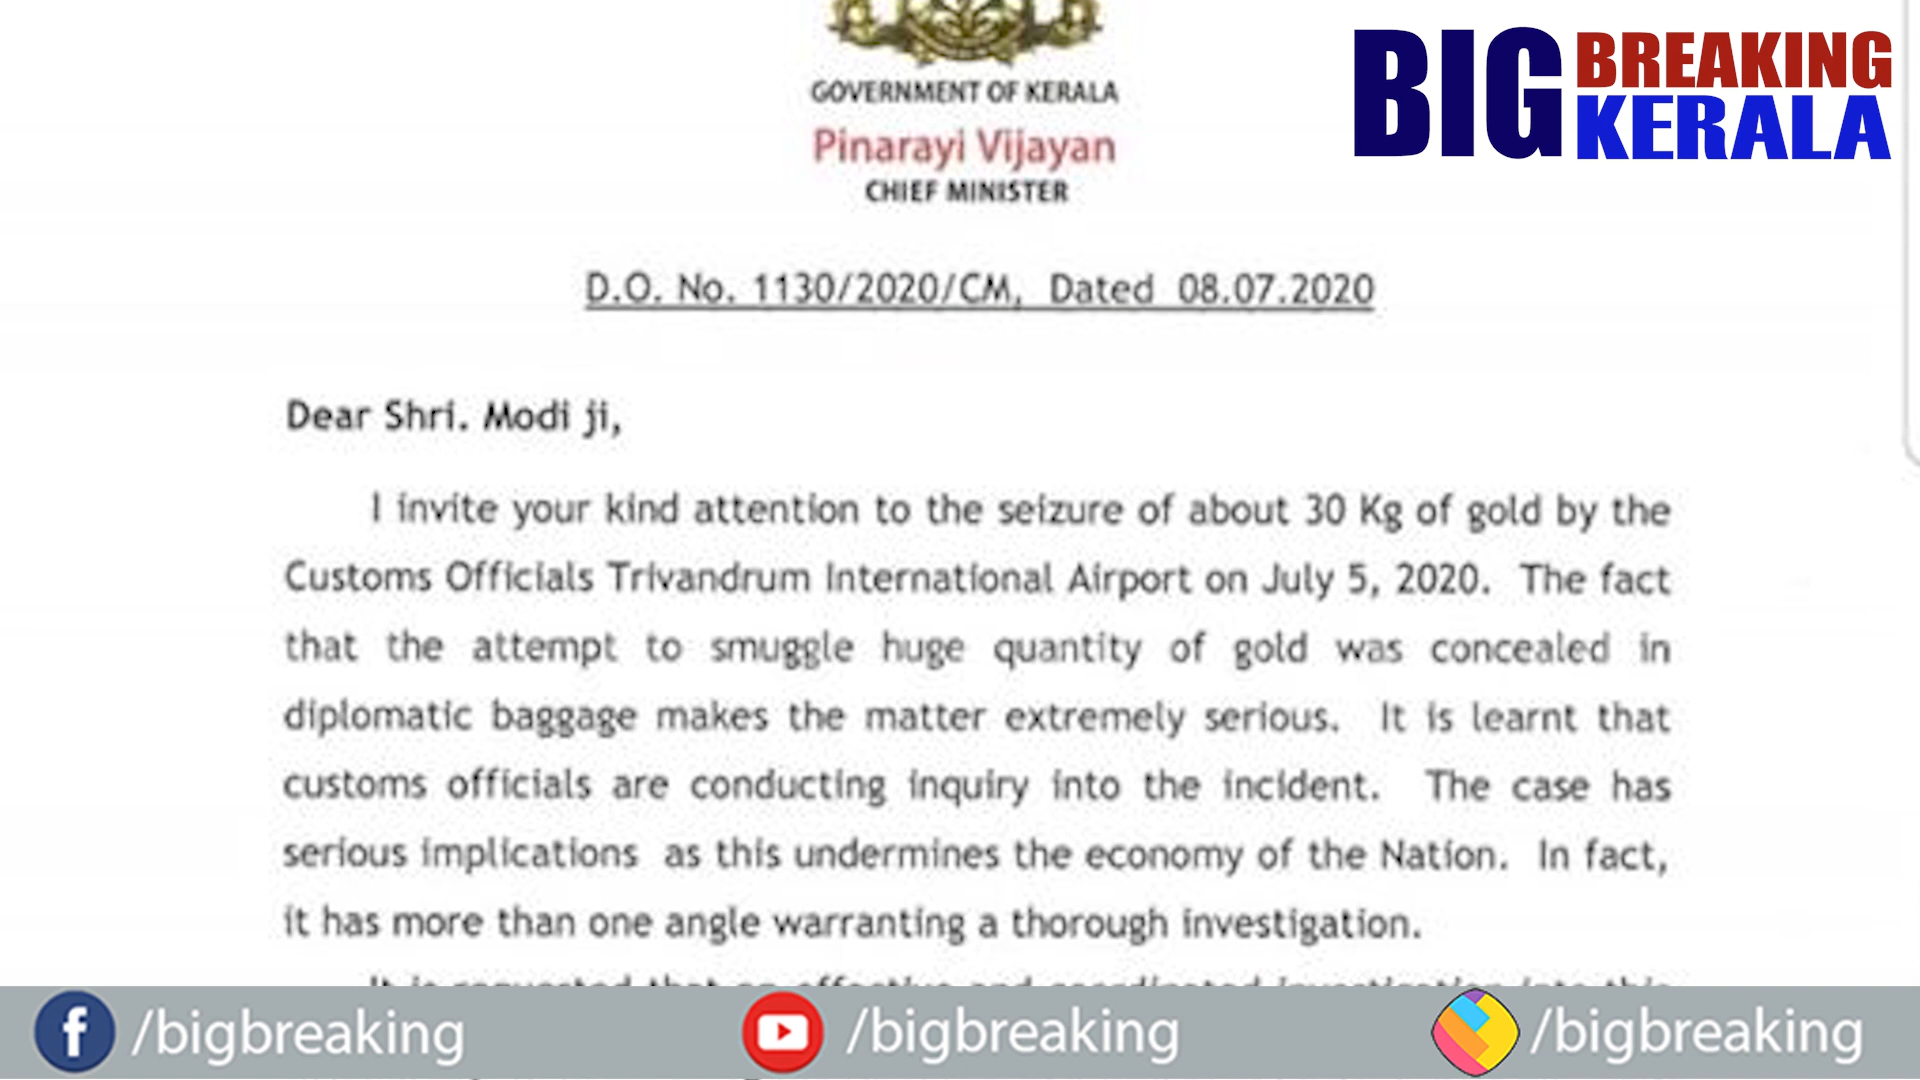 BIG BREAKING
KERALA
GOVERNMENT OF KERALA
Pinarayi Vijayan
CHIEF MINISTER
D.O. No. 1130/2020/CM, Dated 08.07.2020
Dear Shri. Modi ji,
I invite your kind attention to the seizure of about 30 Kg of gold by the
Customs Officials Trivandrum International Airport on July 5, 2020. The fact
that the attempt to smuggle huge quantity of gold was concealed in
diplomatic baggage makes the matter extremely serious. It is learnt that
customs officials are conducting inquiry into the incident. The case has
serious implications as this undermines the economy of the Nation. In fact,
it has more than one angle warranting a thorough investigation.
/bigbreaking
/bigbreaking
/bigbreaking